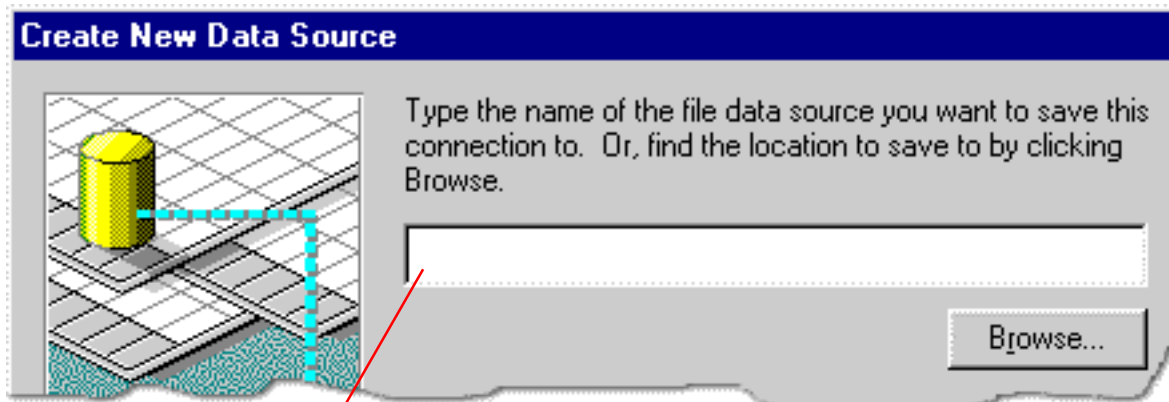 Create New Data Source
Type the name of the file data source you want to save this
connection to.  Or, find the location to save to by clicking
Browse.
Browse...